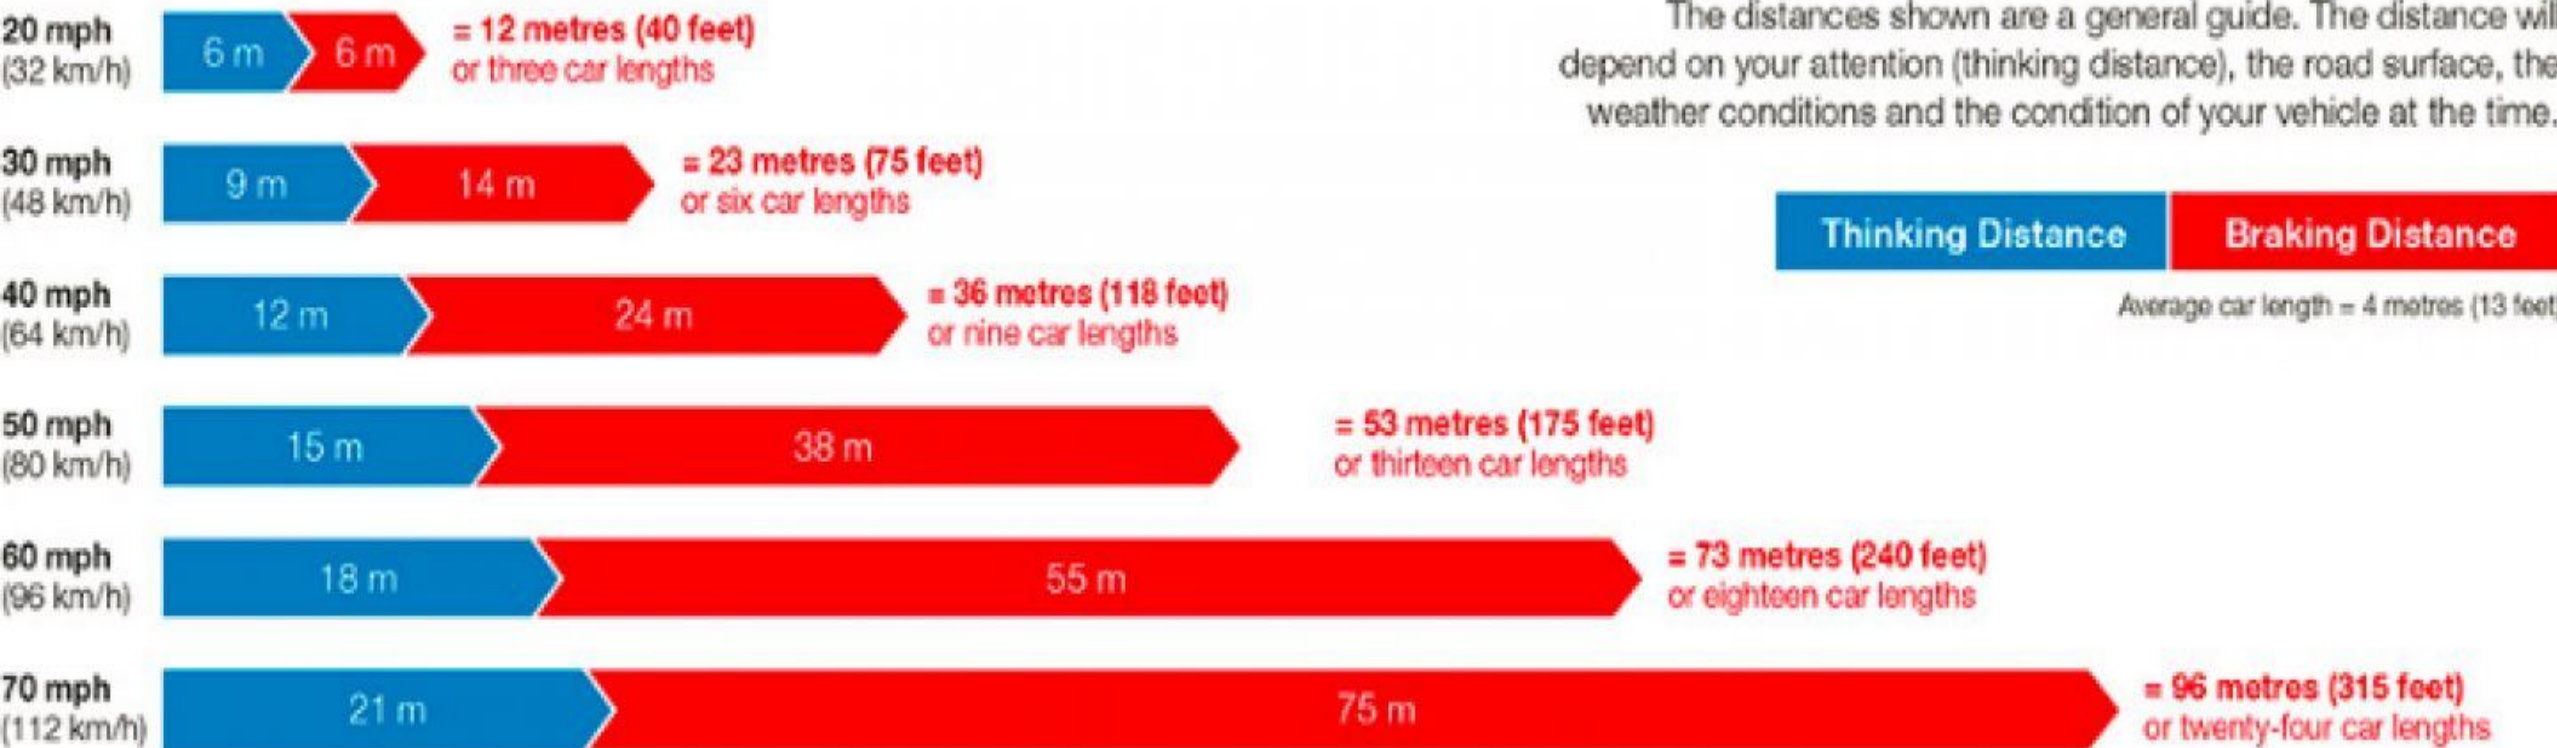 The distances shown are a general guide. The distance will
depend on your attention (thinking distance), the road surface, the
weather conditions and the condition of your vehicle at the time.
Thinking Distance Braking Distance
Average car length = 4 metres (13 feet)
20 mph
(32 km/h)
6 m 6 m
= 12 metres (40 feet)
or three car lengths
30 mph
(48 km/h)
9 m 14 m
= 23 metres (75 feet)
or six car lengths
40 mph
(64 km/h)
12 m 24 m
= 36 metres (118 feet)
or nine car lengths
50 mph
(80 km/h)
15 m 38 m
= 53 metres (175 feet)
or thirteen car lengths
60 mph
(96 km/h)
18 m 55 m
= 73 metres (240 feet)
or eighteen car lengths
70 mph
(112 km/h)
21 m 75 m
= 96 metres (315 feet)
or twenty-four car lengths